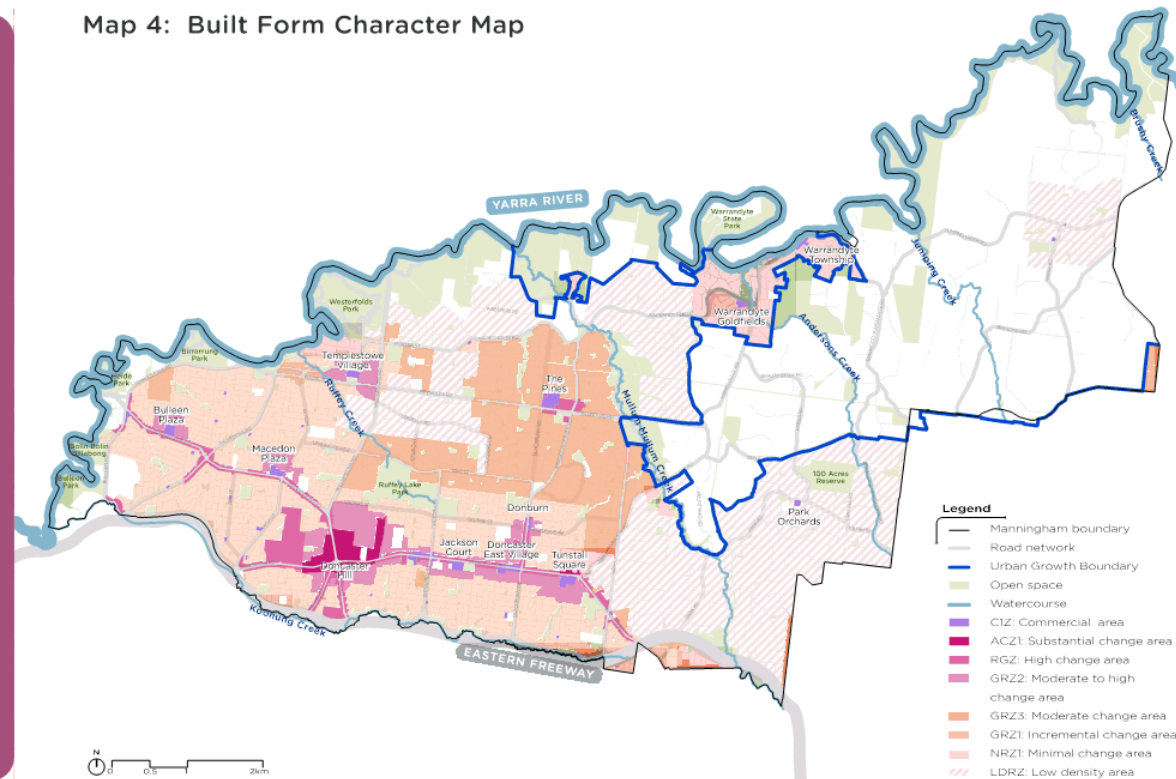 Map 4: Built Form Character Map
YARRA RIVER
Warrandyte
State
Park
Brushy Creek
Warrandyte
Township
Jumping Creek
Westerfolds
Park
Warrandyte
Goldfields
Andersons Creek
Birrarung
Park
Templestowe
Village
Heide
Park
The
Pines
Ruffey Creek
Mullum Mullum Creek
Bulleen
Plaza
Bolin Bolin
Billabong
Macedon
Plaza
Bulleen
Park
Ruffey Lake
Park
100 Acres
Reserve
Donburn
Park
Orchards
Jackson
Court
Doncaster
East Village
Tunstall
Square
Doncaster
Hill
Koonung Creek
EASTERN FREEWAY
Legend
Manningham boundary
Road network
Urban Growth Boundary
Open space
Watercourse
C1Z: Commercial area
ACZ1: Substantial change area
RGZ: High change area
GRZ2: Moderate to high
change area
GRZ3: Moderate change area
GRZ1: Incremental change area
NRZ1: Minimal change area
LDRZ: Low density area
N
0 0.5 1 2km